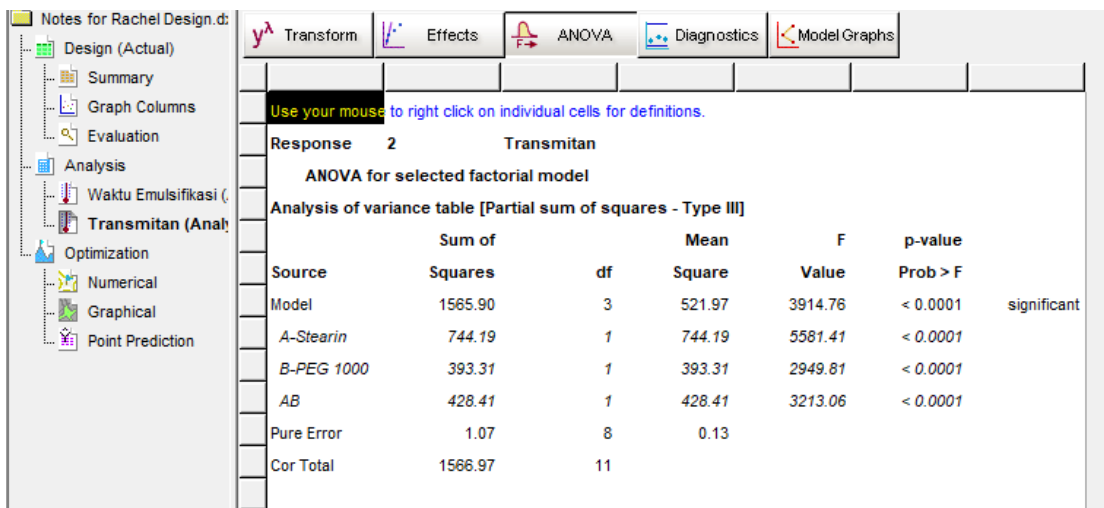 Notes for Rachel Design.d
Design (Actual)
Summary
Graph Columns
Evaluation
Analysis
Waktu Emulsifikasi (
Transmitan (Analy
Optimization
Numerical
Graphical
Point Prediction
yλ Transform Effects F ANOVA Diagnostics Model Graphs
Use your mouse to right click on individual cells for definitions.
Response 2 Transmitan
ANOVA for selected factorial model
Analysis of variance table [Partial sum of squares - Type III]
Sum of Mean F p-value
Source Squares df Square Value Prob > F
Model 1565.90 3 521.97 3914.76 < 0.0001 significant
A-Stearin 744.19 1 744.19 5581.41 < 0.0001
B-PEG 1000 393.31 1 393.31 2949.81 < 0.0001
AB 428.41 1 428.41 3213.06 < 0.0001
Pure Error 1.07 8 0.13
Cor Total 1566.97 11